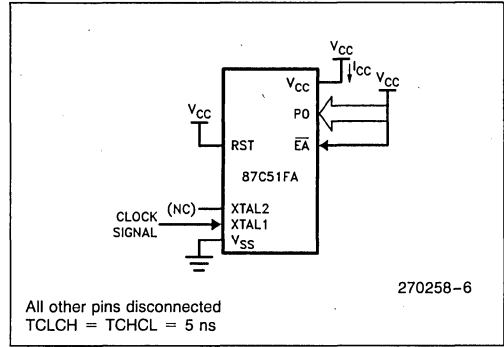 VCC
ICC
VCC
VCC
VCC
P0
RST
EA
87C51FA
(NC)
XTAL2
CLOCK
SIGNAL
XTAL1
VSS
270258-6
All other pins disconnected
TCLCH = TCHCL = 5 ns